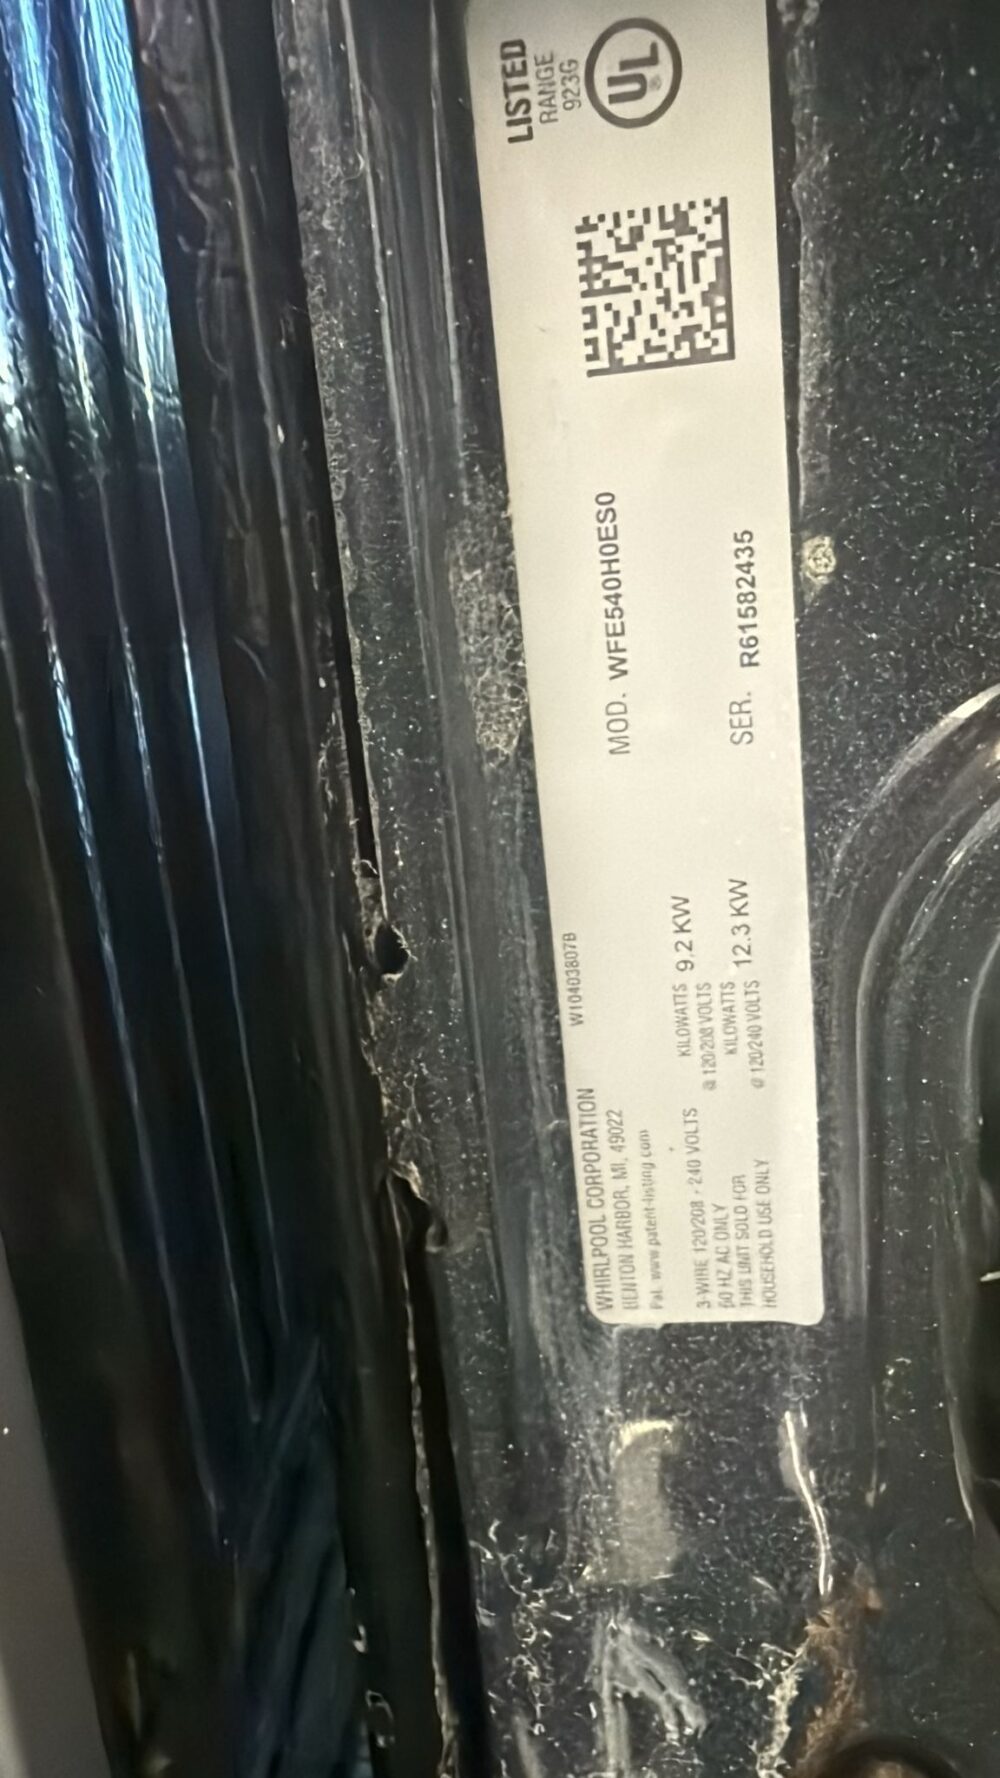 WHIRLPOOL CORPORATION
BENTON HARBOR, MI. 49022
Pat. www.patent-listing.com
W10403807B
3-WIRE 120/208 - 240 VOLTS
60 HZ AC ONLY
THIS UNIT SOLD FOR
HOUSEHOLD USE ONLY
KILOWATTS 9.2 KW
@ 120/208 VOLTS
KILOWATTS 12.3 KW
@ 120/240 VOLTS
MOD. WFE540H0ES0
SER. R61582435
LISTED
RANGE
923G
UL
®